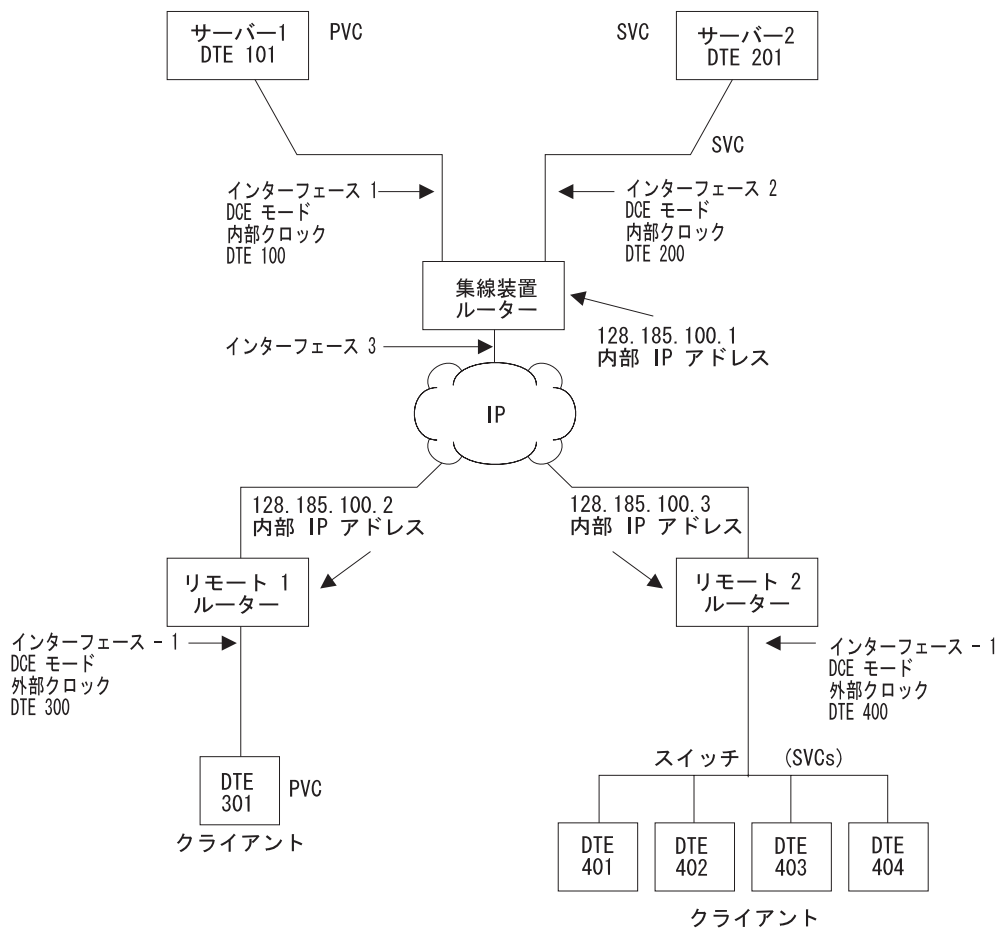 サーバー1
DTE 101
PVC
SVC
サーバー2
DTE 201
SVC
インターフェース 1
DCE モード
内部クロック
DTE 100
インターフェース 2
DCE モード
内部クロック
DTE 200
集線装置
ルーター
インターフェース 3
128.185.100.1
内部 IP アドレス
IP
128.185.100.2
内部 IP アドレス
128.185.100.3
内部 IP アドレス
リモート 1
ルーター
リモート 2
ルーター
インターフェース - 1
DCE モード
外部クロック
DTE 300
インターフェース - 1
DCE モード
外部クロック
DTE 400
DTE
301
PVC
クライアント
スイッチ (SVCs)
DTE
401
DTE
402
DTE
403
DTE
404
クライアント